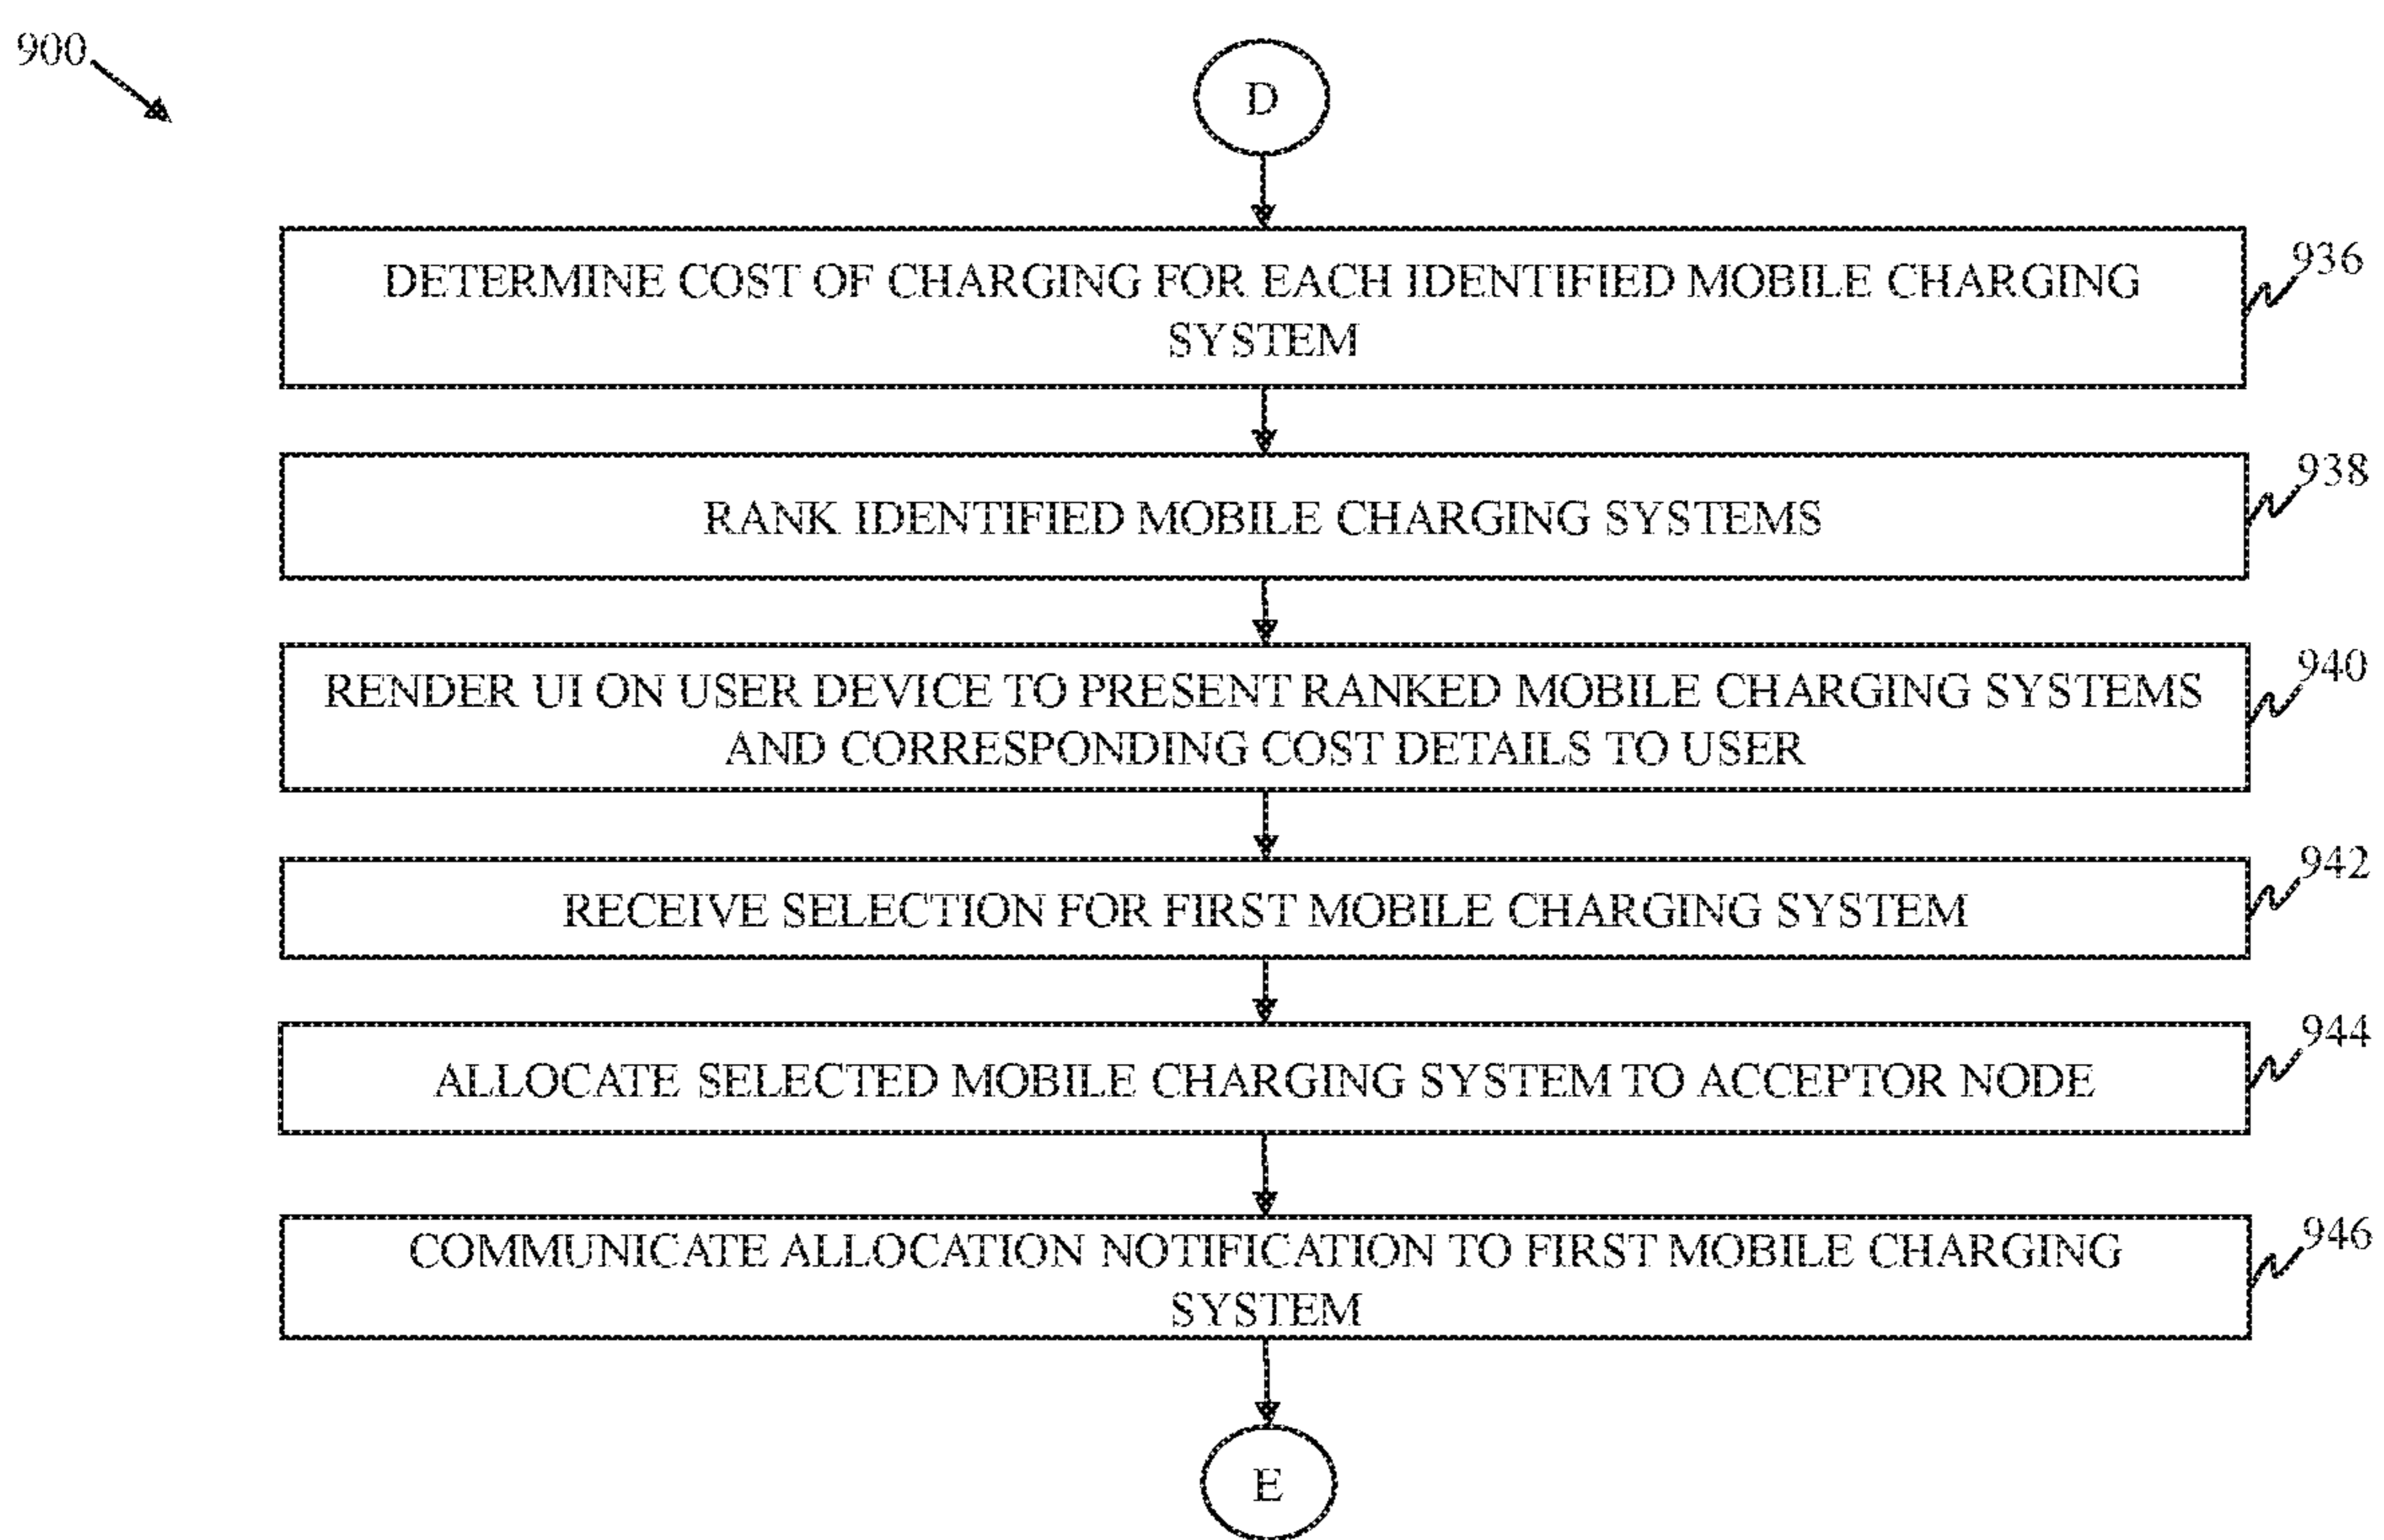 900
D
DETERMINE COST OF CHARGING FOR EACH IDENTIFIED MOBILE CHARGING
SYSTEM
936
RANK IDENTIFIED MOBILE CHARGING SYSTEMS
938
RENDER UI ON USER DEVICE TO PRESENT RANKED MOBILE CHARGING SYSTEMS
AND CORRESPONDING COST DETAILS TO USER
940
RECEIVE SELECTION FOR FIRST MOBILE CHARGING SYSTEM
942
ALLOCATE SELECTED MOBILE CHARGING SYSTEM TO ACCEPTOR NODE
944
COMMUNICATE ALLOCATION NOTIFICATION TO FIRST MOBILE CHARGING
SYSTEM
946
E